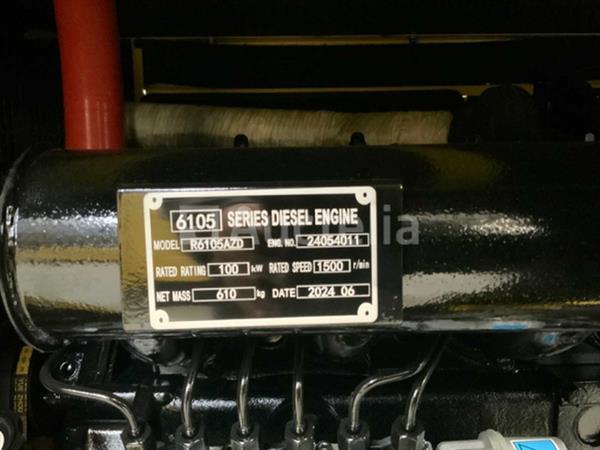 6105 SERIES DIESEL ENGINE
MODEL R6105AZD ENG. NO. 24054011
RATED RATING 100 kW RATED SPEED 1500 r/min
NET MASS 610 kg DATE 2024 06